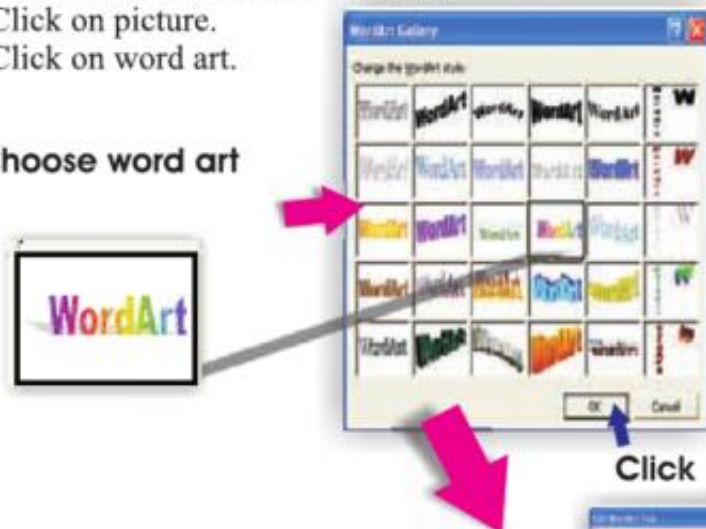 Click on picture.
Click on word art.
WordArt Gallery
Change the WordArt style:
hoose word art
WordArt
OK
Cancel
Click